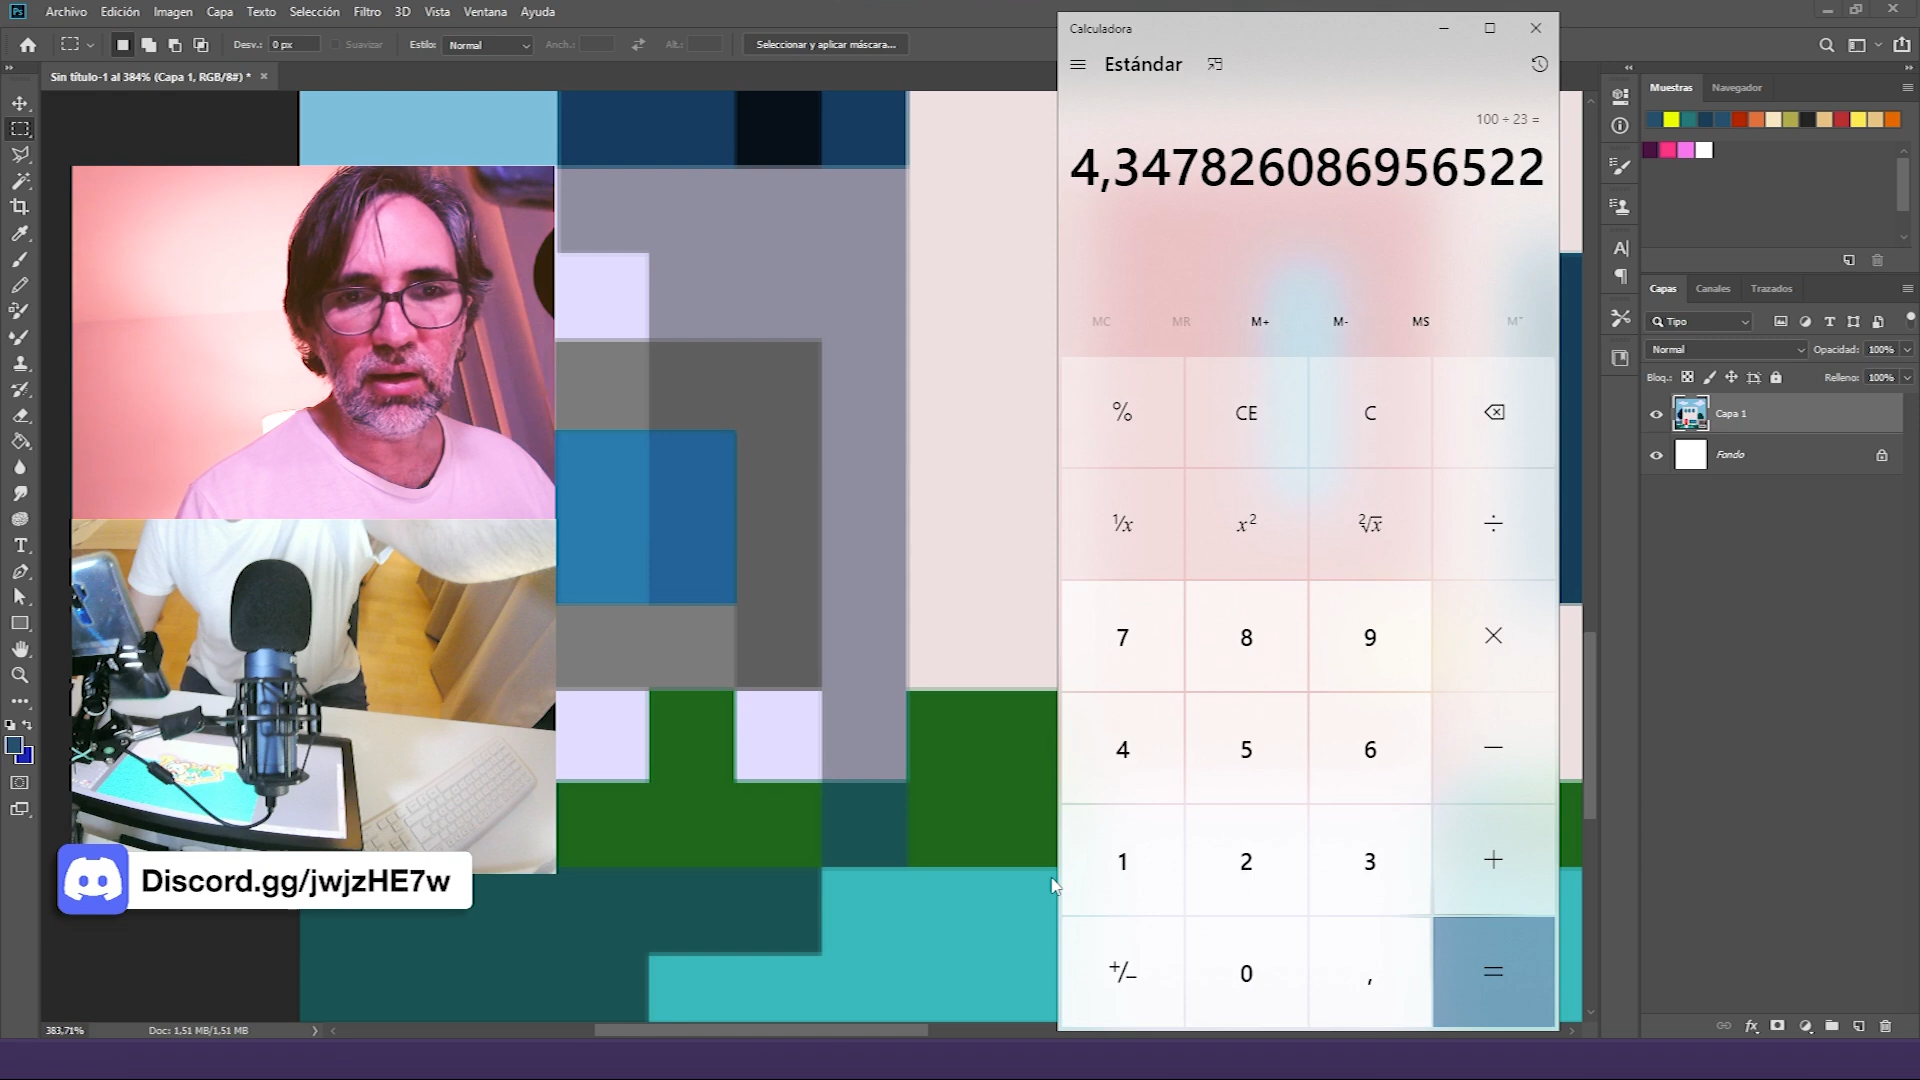 Ps Archivo Edición Imagen Capa Texto Selección Filtro 3D Vista Ventana Ayuda
Desv.: 0 px Suavizar Estilo: Normal Anch.: Alt.: Seleccionar y aplicar máscara...
Sin título-1 al 384% (Capa 1, RGB/8#) *
Calculadora
Estándar
100 ÷ 23 =
4,347826086956522
MC MR M+ M- MS M˅
% CE C
¹/x x² ²√x ÷
7 8 9 ×
4 5 6 −
1 2 3 +
+/− 0 , =
Muestras Navegador
Capas Canales Trazados
Tipo
Normal Opacidad: 100%
Bloq.: Relleno: 100%
Capa 1
Fondo
fx
Discord.gg/jwjzHE7w
383,71% Doc: 1,51 MB/1,51 MB